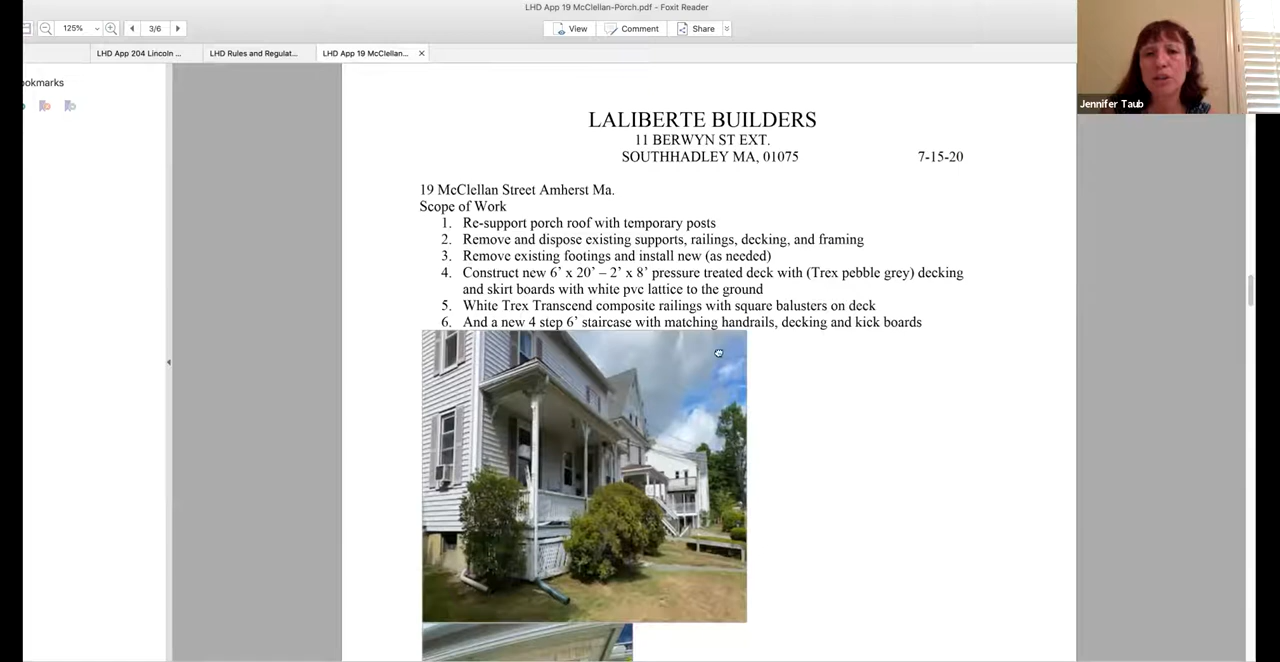 LHD App 19 McClellan-Porch.pdf - Foxit Reader
125%
3/6
View
Comment
Share
LHD App 204 Lincoln ...
LHD Rules and Regulat...
LHD App 19 McClellan...
ookmarks
Jennifer Taub
LALIBERTE BUILDERS
11 BERWYN ST EXT.
SOUTHHADLEY MA, 01075 7-15-20
19 McClellan Street Amherst Ma.
Scope of Work
1. Re-support porch roof with temporary posts
2. Remove and dispose existing supports, railings, decking, and framing
3. Remove existing footings and install new (as needed)
4. Construct new 6’ x 20’ – 2’ x 8’ pressure treated deck with (Trex pebble grey) decking
and skirt boards with white pvc lattice to the ground
5. White Trex Transcend composite railings with square balusters on deck
6. And a new 4 step 6’ staircase with matching handrails, decking and kick boards